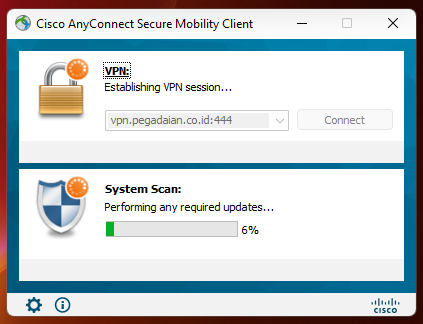 Cisco AnyConnect Secure Mobility Client
VPN:
Establishing VPN session...
vpn.pegadaian.co.id:444
Connect
System Scan:
Performing any required updates...
6%
CISCO